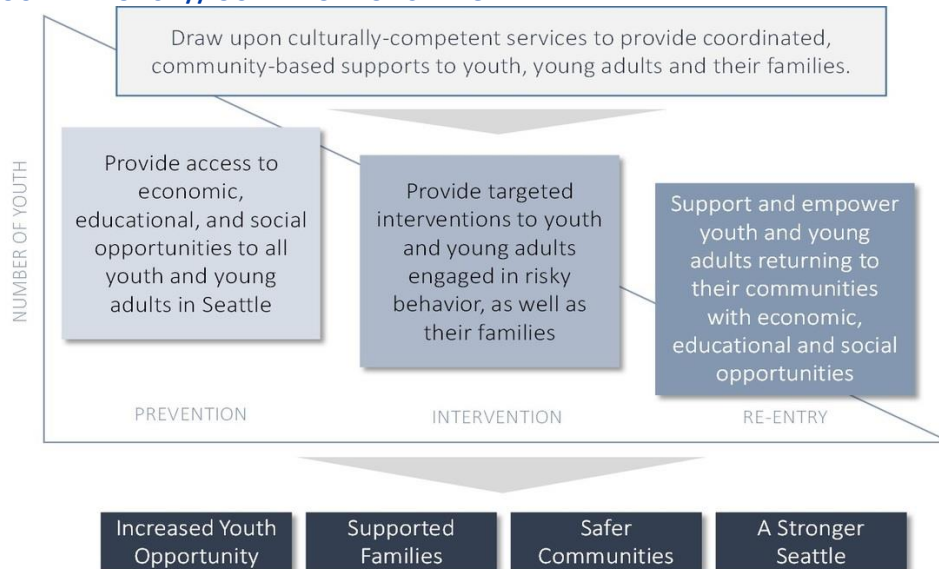 Draw upon culturally-competent services to provide coordinated,
community-based supports to youth, young adults and their families.
NUMBER OF YOUTH
Provide access to
economic,
educational, and social
opportunities to all
youth and young
adults in Seattle
Provide targeted
interventions to youth
and young adults
engaged in risky
behavior, as well as
their families
Support and empower
youth and young
adults returning to
their communities
with economic,
educational and social
opportunities
PREVENTION
INTERVENTION
RE-ENTRY
Increased Youth
Opportunity
Supported
Families
Safer
Communities
A Stronger
Seattle